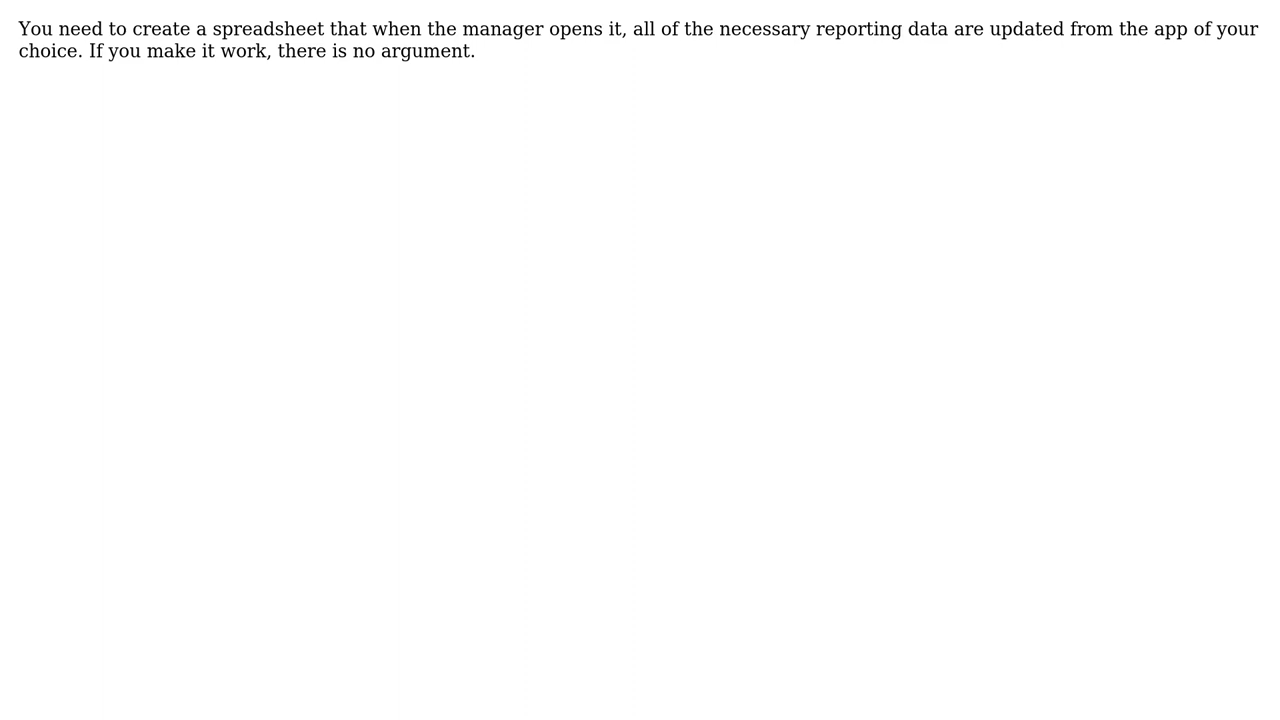 You need to create a spreadsheet that when the manager opens it, all of the necessary reporting data are updated from the app of your
choice. If you make it work, there is no argument.